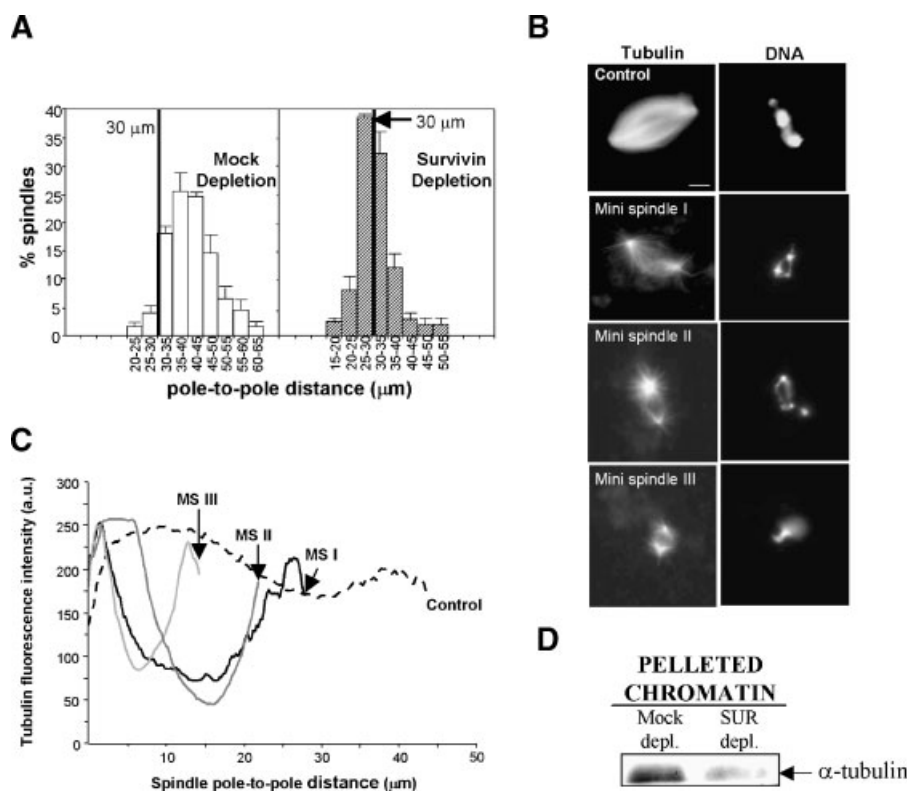 A
40
35
30
25
20
15
10
5
0
% spindles
30 μm
Mock
Depletion
30 μm
Survivin
Depletion
20-25
25-30
30-35
35-40
40-45
45-50
50-55
55-60
60-65
15-20
20-25
25-30
30-35
35-40
40-45
45-50
50-55
pole-to-pole distance (μm)
B
Tubulin
DNA
Control
Mini spindle I
Mini spindle II
Mini spindle III
C
300
250
200
150
100
50
0
Tubulin fluorescence intensity (a.u.)
MS III
MS II
MS I
Control
10
20
30
40
50
Spindle pole-to-pole distance (μm)
D
PELLETED
CHROMATIN
Mock
depl.
SUR
depl.
α-tubulin